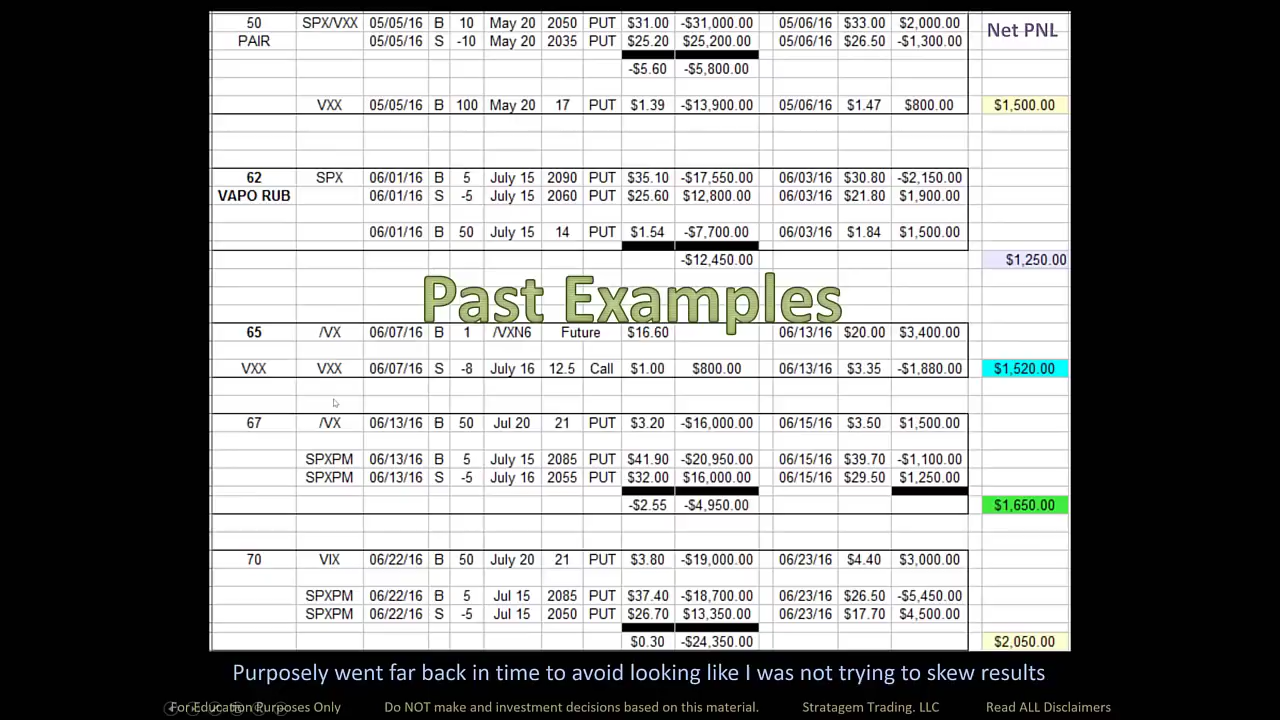 50 SPX/VXX 05/05/16 B 10 May 20 2050 PUT $31.00 -$31,000.00 05/06/16 $33.00 $2,000.00 Net PNL
PAIR 05/05/16 S -10 May 20 2035 PUT $25.20 $25,200.00 05/06/16 $26.50 -$1,300.00
-$5.60 -$5,800.00
VXX 05/05/16 B 100 May 20 17 PUT $1.39 -$13,900.00 05/06/16 $1.47 $800.00 $1,500.00
62 SPX 06/01/16 B 5 July 15 2090 PUT $35.10 -$17,550.00 06/03/16 $30.80 -$2,150.00
VAPO RUB 06/01/16 S -5 July 15 2060 PUT $25.60 $12,800.00 06/03/16 $21.80 $1,900.00
06/01/16 B 50 July 15 14 PUT $1.54 -$7,700.00 06/03/16 $1.84 $1,500.00
-$12,450.00 $1,250.00
Past Examples
65 /VX 06/07/16 B 1 /VXN6 Future $16.60 06/13/16 $20.00 $3,400.00
VXX VXX 06/07/16 S -8 July 16 12.5 Call $1.00 $800.00 06/13/16 $3.35 -$1,880.00 $1,520.00
67 /VX 06/13/16 B 50 Jul 20 21 PUT $3.20 -$16,000.00 06/15/16 $3.50 $1,500.00
SPXPM 06/13/16 B 5 July 15 2085 PUT $41.90 -$20,950.00 06/15/16 $39.70 -$1,100.00
SPXPM 06/13/16 S -5 July 16 2055 PUT $32.00 $16,000.00 06/15/16 $29.50 $1,250.00
-$2.55 -$4,950.00 $1,650.00
70 VIX 06/22/16 B 50 July 20 21 PUT $3.80 -$19,000.00 06/23/16 $4.40 $3,000.00
SPXPM 06/22/16 B 5 Jul 15 2085 PUT $37.40 -$18,700.00 06/23/16 $26.50 -$5,450.00
SPXPM 06/22/16 S -5 Jul 15 2050 PUT $26.70 $13,350.00 06/23/16 $17.70 $4,500.00
$0.30 -$24,350.00 $2,050.00
Purposely went far back in time to avoid looking like I was not trying to skew results
For Education Purposes Only Do NOT make and investment decisions based on this material. Stratagem Trading. LLC Read ALL Disclaimers